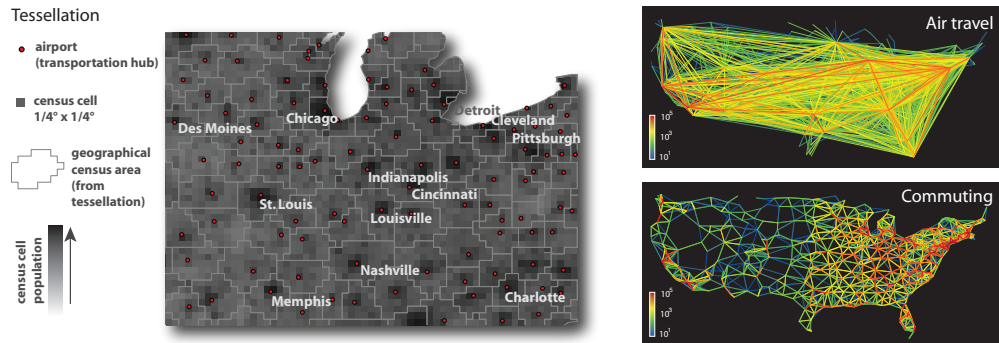 Tessellation
airport
(transportation hub)
census cell
1/4° x 1/4°
geographical
census area
(from
tessellation)
census cell
population
Des Moines
Chicago
Detroit
Cleveland
Pittsburgh
Indianapolis
Cincinnati
St. Louis
Louisville
Nashville
Memphis
Charlotte
Air travel
10⁵
10³
10¹
Commuting
10⁵
10³
10¹